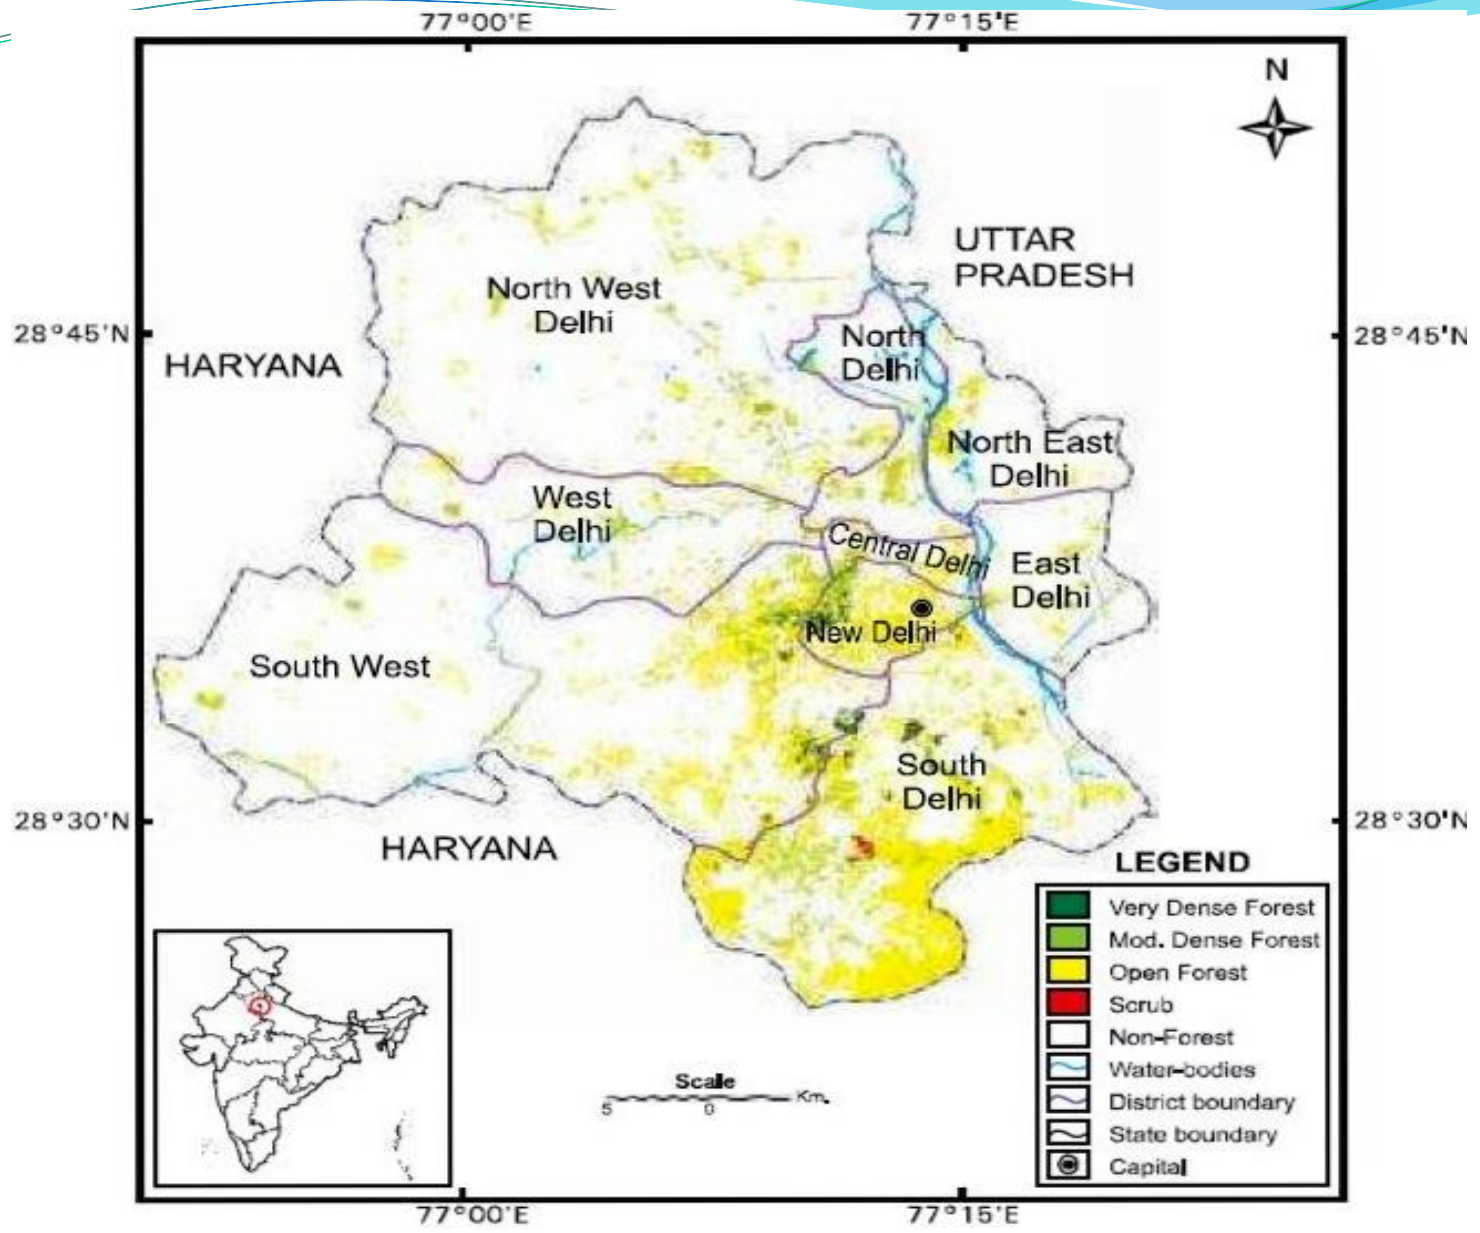 77°00'E
77°15'E
N
UTTAR
PRADESH
North West
Delhi
28°45'N
North
Delhi
28°45'N
HARYANA
North East
Delhi
West
Delhi
Central Delhi
East
Delhi
New Delhi
South West
South
Delhi
28°30'N
28°30'N
HARYANA
LEGEND
Very Dense Forest
Mod. Dense Forest
Open Forest
Scrub
Non-Forest
Water-bodies
District boundary
State boundary
Capital
Scale
5 0 Km.
77°00'E
77°15'E